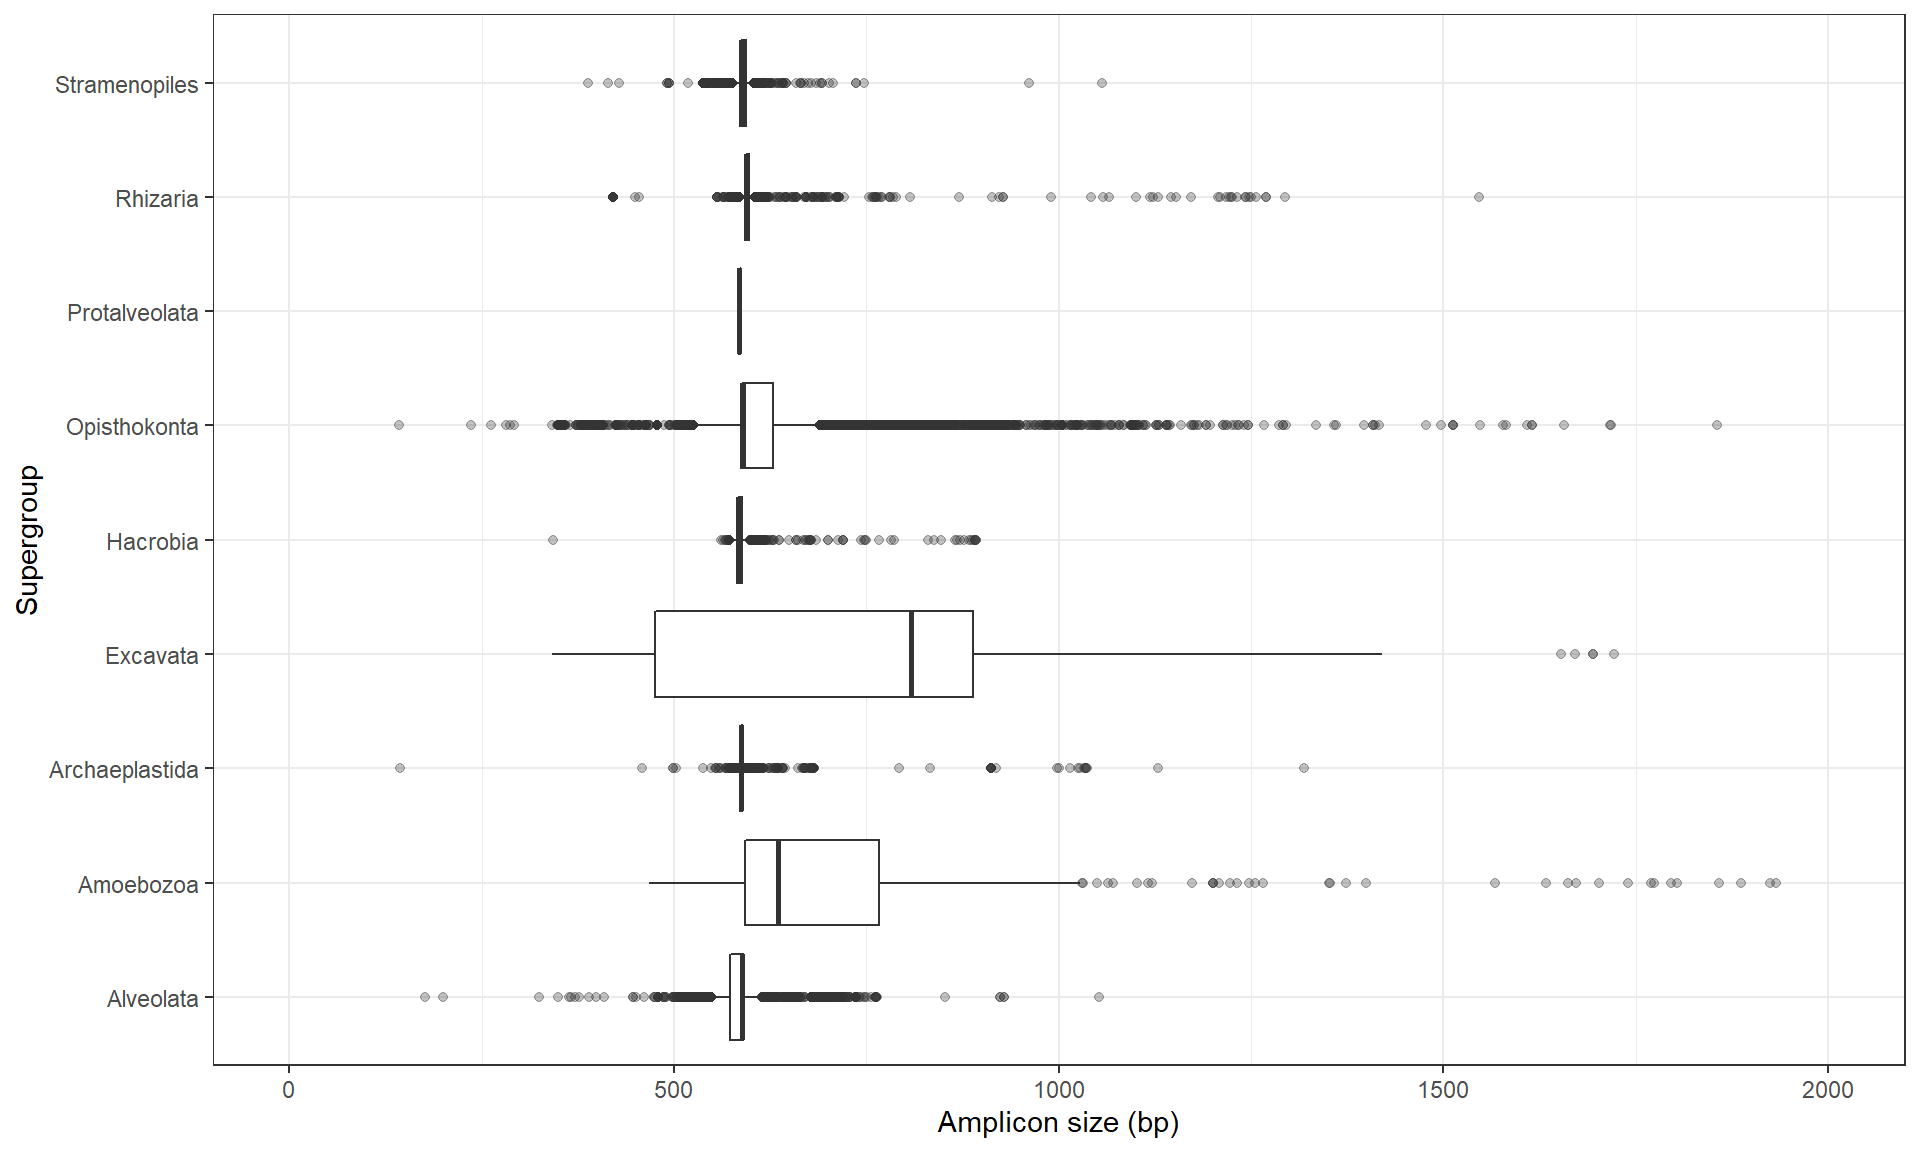 Supergroup
Stramenopiles
Rhizaria
Protalveolata
Opisthokonta
Hacrobia
Excavata
Archaeplastida
Amoebozoa
Alveolata
0 500 1000 1500 2000
Amplicon size (bp)